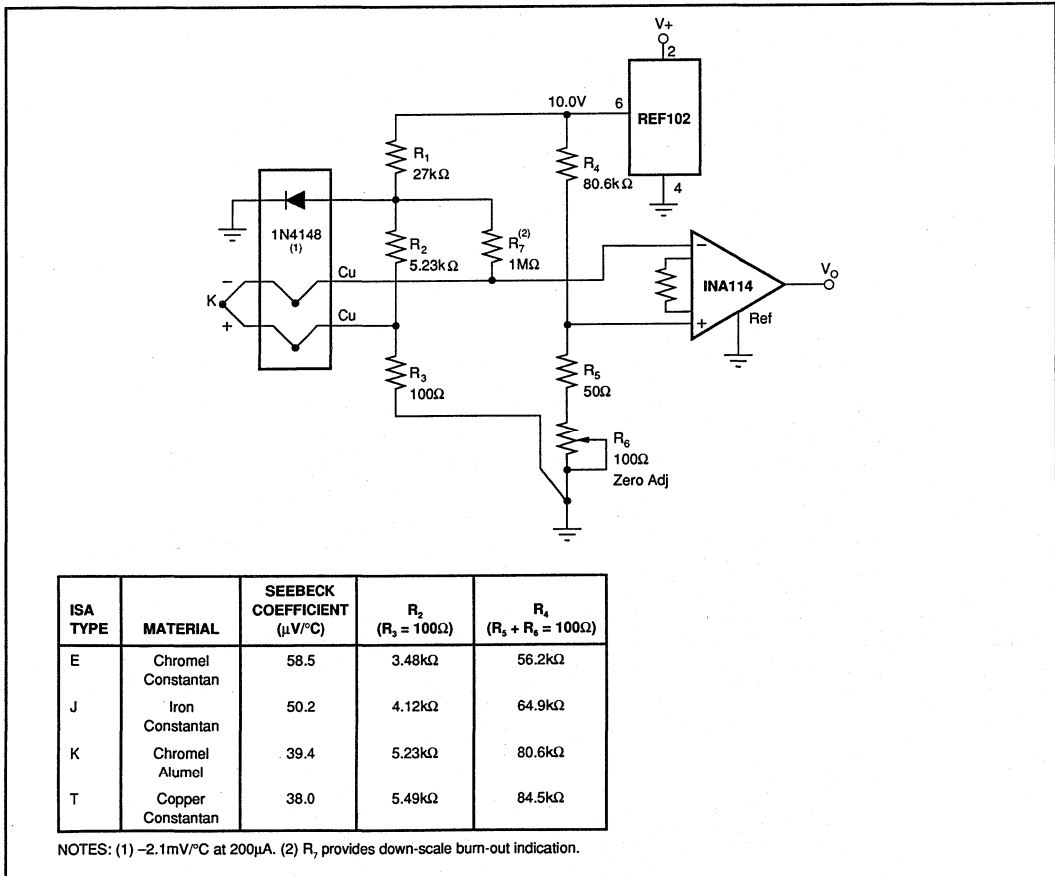 V+
2
10.0V
6
REF102
4
R1
27kΩ
R4
80.6kΩ
1N4148
(1)
R2
5.23kΩ
R7(2)
1MΩ
Cu
Cu
K
−
+
−
+
INA114
VO
Ref
R3
100Ω
R5
50Ω
R6
100Ω
Zero Adj
ISA TYPE | MATERIAL | SEEBECK COEFFICIENT (µV/°C) | R2 (R3 = 100Ω) | R4 (R5 + R6 = 100Ω)
E | Chromel Constantan | 58.5 | 3.48kΩ | 56.2kΩ
J | Iron Constantan | 50.2 | 4.12kΩ | 64.9kΩ
K | Chromel Alumel | 39.4 | 5.23kΩ | 80.6kΩ
T | Copper Constantan | 38.0 | 5.49kΩ | 84.5kΩ
NOTES: (1) −2.1mV/°C at 200µA. (2) R7 provides down-scale burn-out indication.